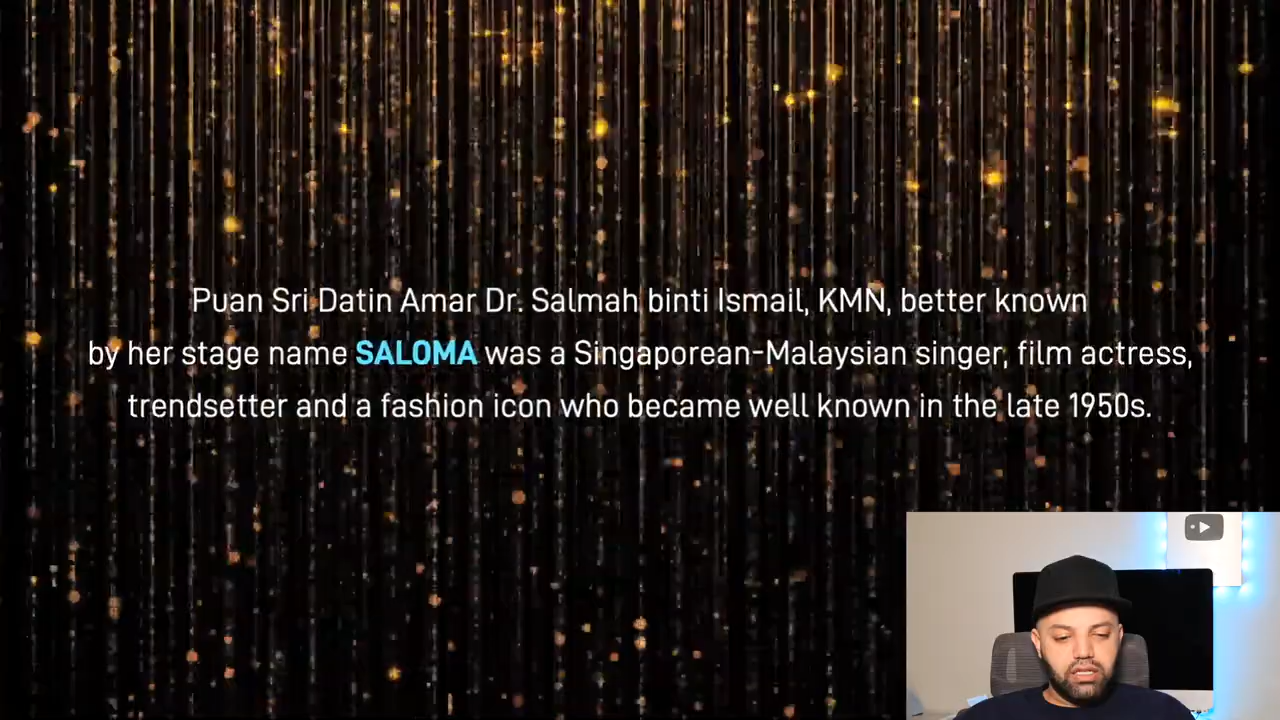 Puan Sri Datin Amar Dr. Salmah binti Ismail, KMN, better known
by her stage name SALOMA was a Singaporean-Malaysian singer, film actress,
trendsetter and a fashion icon who became well known in the late 1950s.